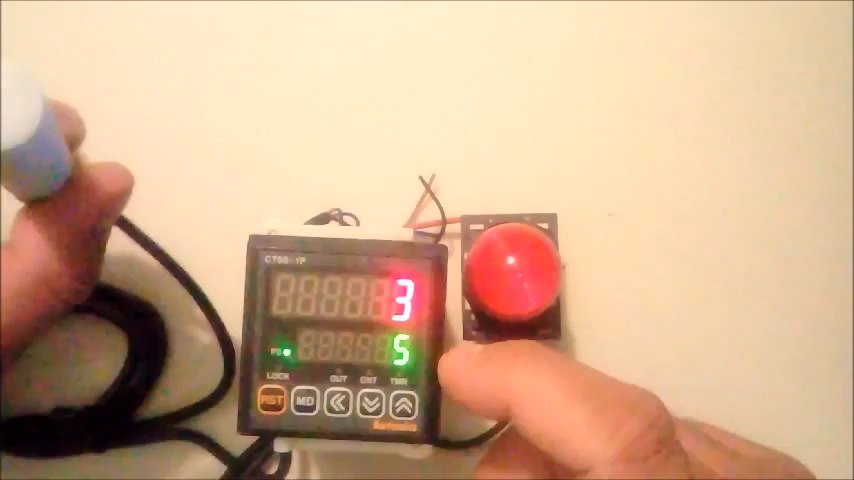 CT6S-1P
3
PS 5
LOCK OUT CNT TMR
RST MD
Autonics